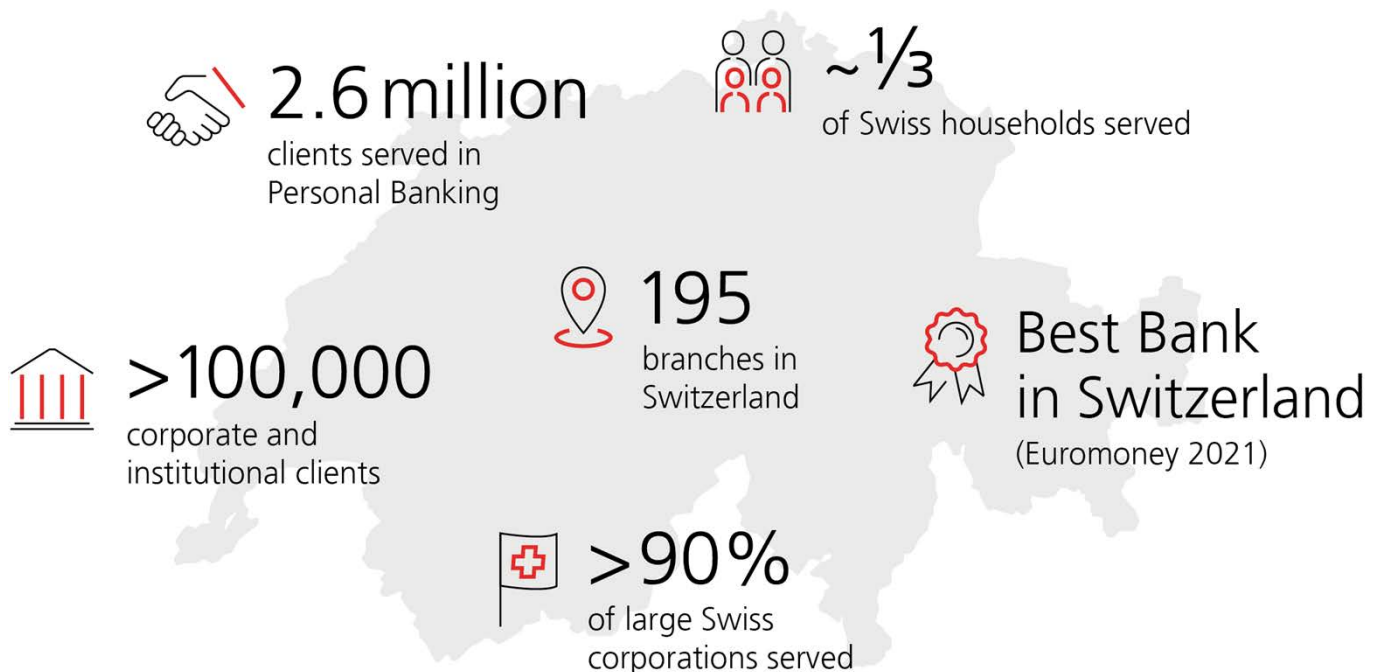 2.6 million
clients served in
Personal Banking
~1/3
of Swiss households served
195
branches in
Switzerland
>100,000
corporate and
institutional clients
Best Bank
in Switzerland
(Euromoney 2021)
>90%
of large Swiss
corporations served